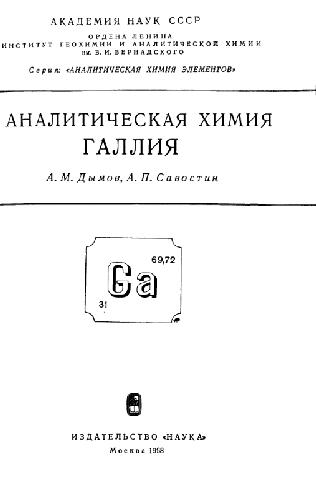 АКАДЕМИЯ НАУК СССР
ОРДЕНА ЛЕНИНА
ИНСТИТУТ ГЕОХИМИИ И АНАЛИТИЧЕСКОЙ ХИМИИ
им. В. И. ВЕРНАДСКОГО
Серия: «АНАЛИТИЧЕСКАЯ ХИМИЯ ЭЛЕМЕНТОВ»
АНАЛИТИЧЕСКАЯ ХИМИЯ
ГАЛЛИЯ
А. М. Дымов, А. П. Савостин
69,72
Ga
31
ИЗДАТЕЛЬСТВО «НАУКА»
Москва 1968